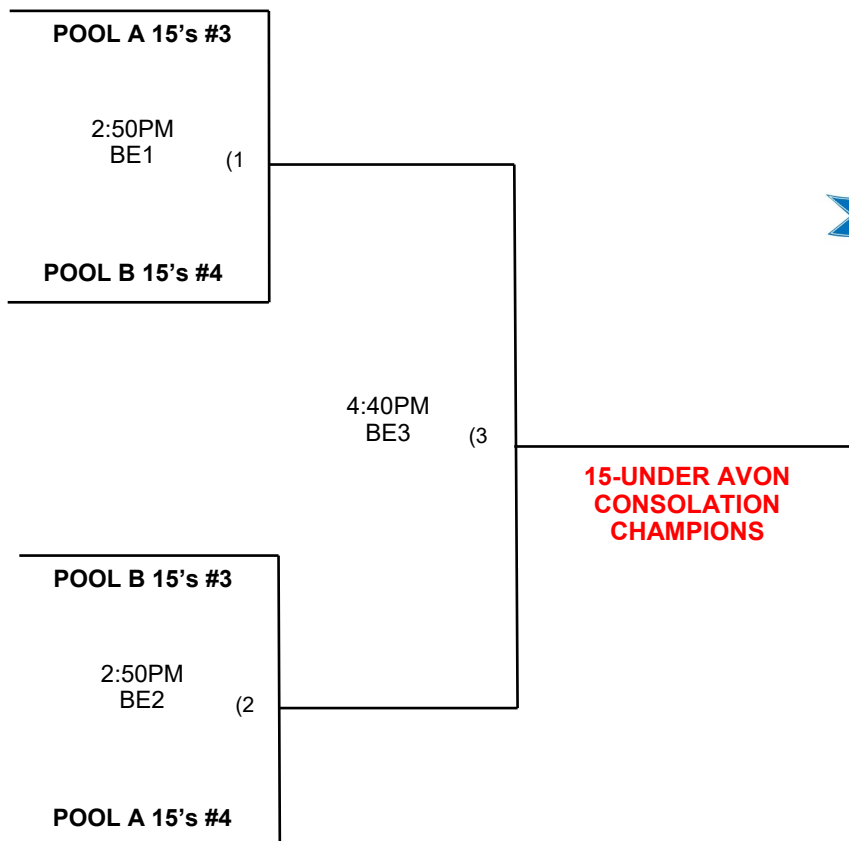 POOL A 15’s #3
2:50PM
BE1
(1
POOL B 15’s #4
4:40PM
BE3
(3
15-UNDER AVON
CONSOLATION
CHAMPIONS
POOL B 15’s #3
2:50PM
BE2
(2
POOL A 15’s #4